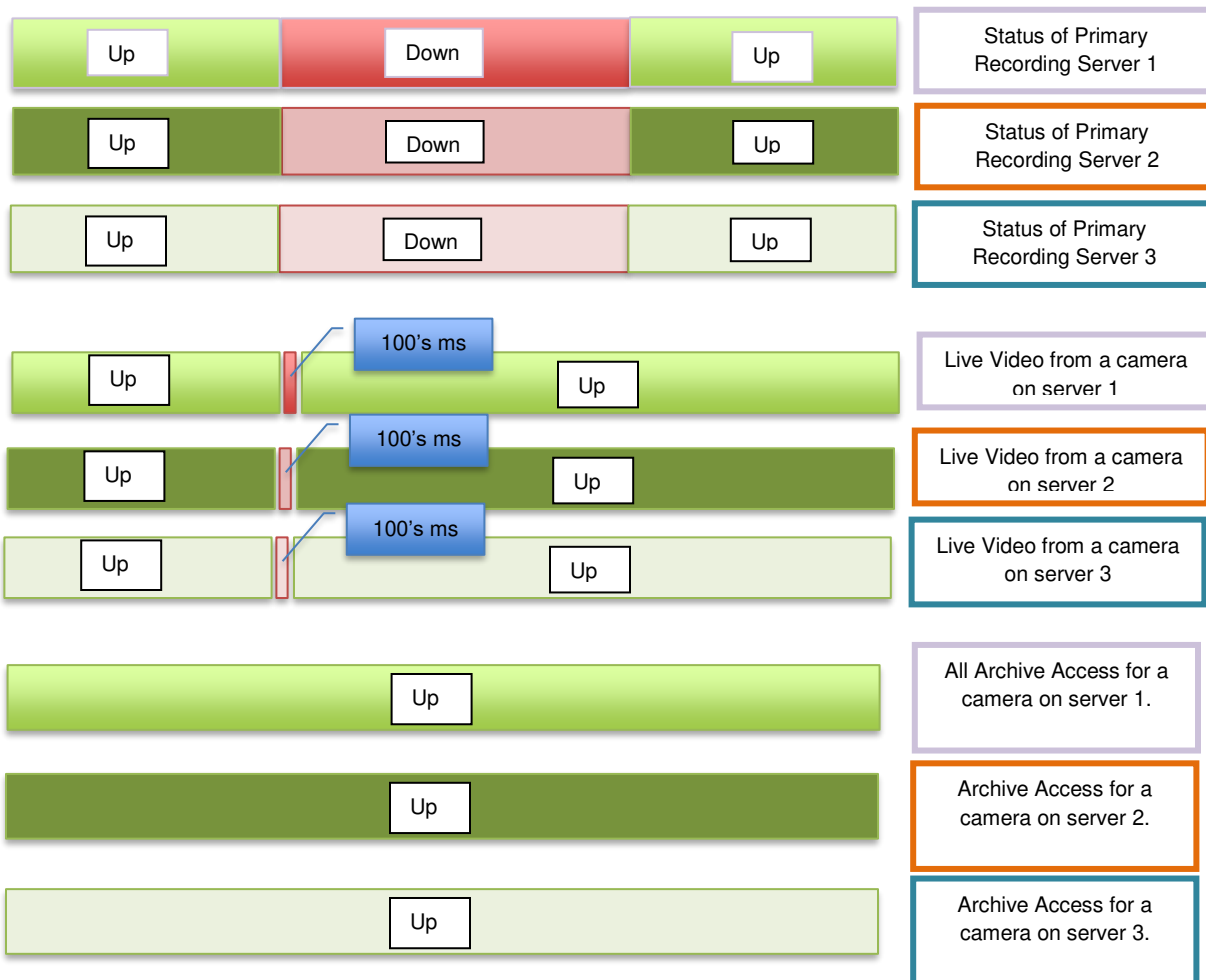 Up
Down
Up
Status of Primary
Recording Server 1
Up
Down
Up
Status of Primary
Recording Server 2
Up
Down
Up
Status of Primary
Recording Server 3
100's ms
Up
Up
Live Video from a camera
on server 1
100's ms
Up
Up
Live Video from a camera
on server 2
100's ms
Up
Up
Live Video from a camera
on server 3
Up
All Archive Access for a
camera on server 1.
Up
Archive Access for a
camera on server 2.
Up
Archive Access for a
camera on server 3.